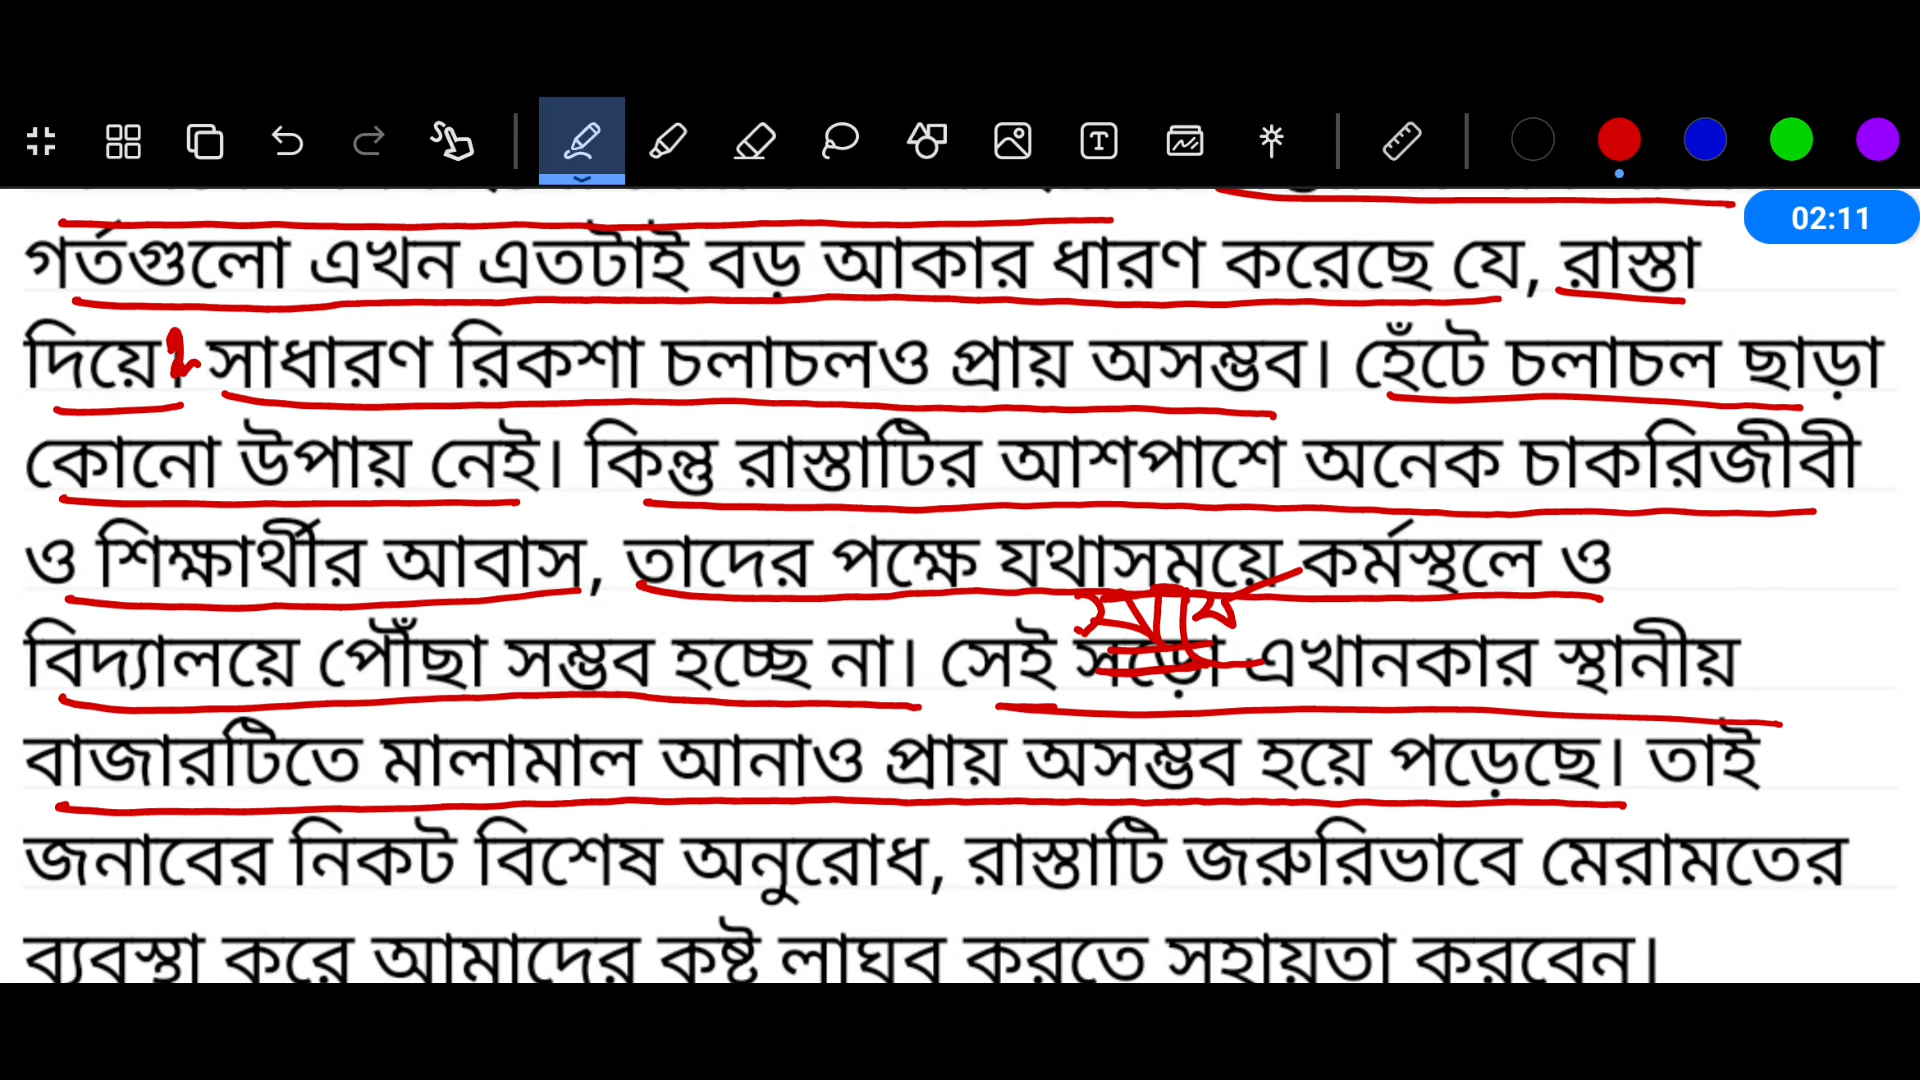 02:11
গর্তগুলো এখন এতটাই বড় আকার ধারণ করেছে যে, রাস্তা
দিয়ে। সাধারণ রিকশা চলাচলও প্রায় অসম্ভব। হেঁটে চলাচল ছাড়া
কোনো উপায় নেই। কিন্তু রাস্তাটির আশপাশে অনেক চাকরিজীবী
ও শিক্ষার্থীর আবাস, তাদের পক্ষে যথাসময়ে কর্মস্থলে ও
বিদ্যালয়ে পৌঁছা সম্ভব হচ্ছে না। সেই সড়ো এখানকার স্থানীয়
বাজারটিতে মালামাল আনাও প্রায় অসম্ভব হয়ে পড়েছে। তাই
জনাবের নিকট বিশেষ অনুরোধ, রাস্তাটি জরুরিভাবে মেরামতের
ব্যবস্থা করে আমাদের কষ্ট লাঘব করতে সহায়তা করবেন।